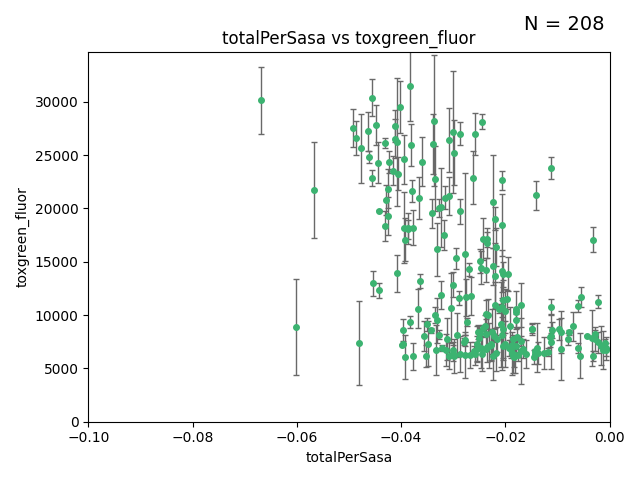 N = 208
totalPerSasa vs toxgreen_fluor
toxgreen_fluor
30000
25000
20000
15000
10000
5000
0
−0.10 −0.08 −0.06 −0.04 −0.02 0.00
totalPerSasa